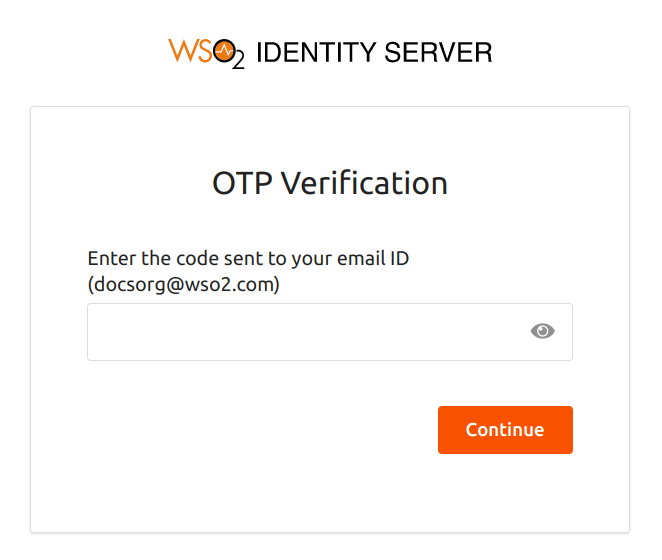 WSO2 IDENTITY SERVER
OTP Verification
Enter the code sent to your email ID
(docsorg@wso2.com)
Continue